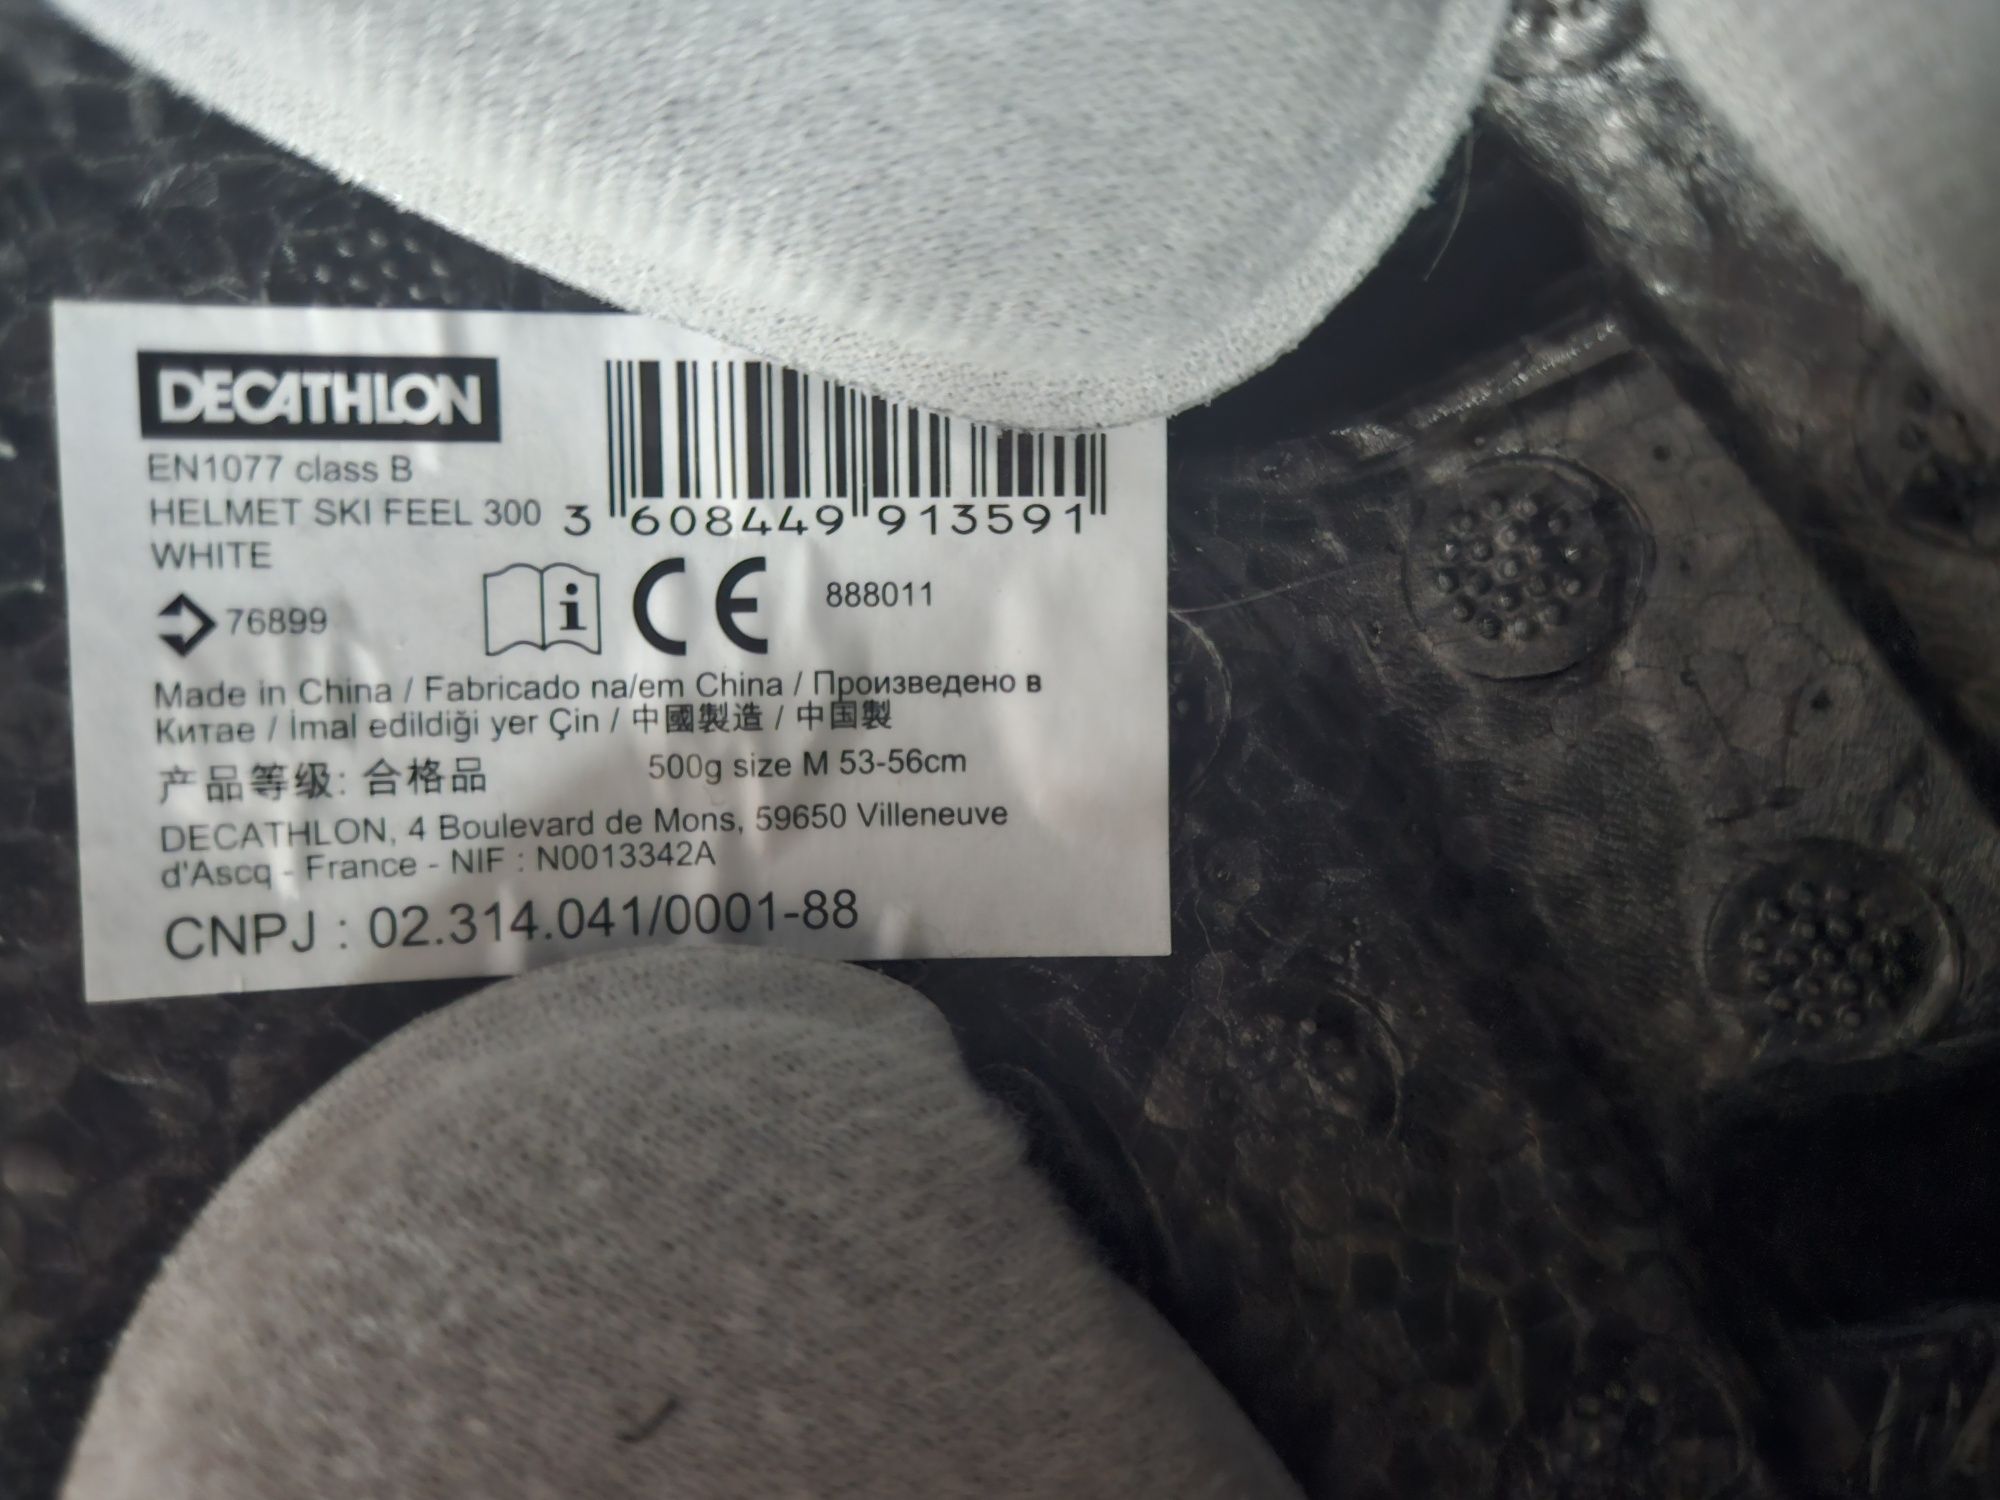 DECATHLON
EN1077 class B
HELMET SKI FEEL 300
WHITE
3 608449 913591
76899
i
CE
888011
Made in China / Fabricado na/em China / Произведено в
Китае / İmal edildiği yer Çin / 中國製造 / 中国製
产品等级: 合格品
500g size M 53-56cm
DECATHLON, 4 Boulevard de Mons, 59650 Villeneuve
d'Ascq - France - NIF : N0013342A
CNPJ : 02.314.041/0001-88